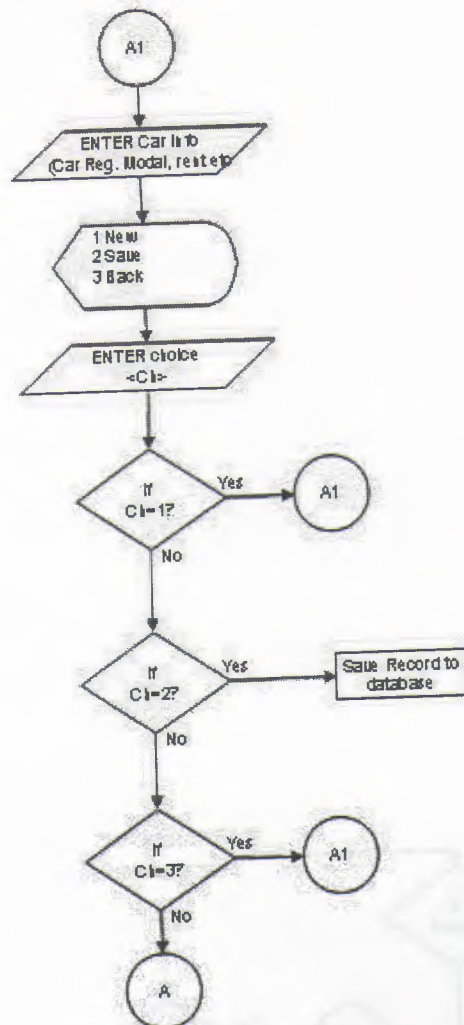 A1
ENTER Car Info
(Car Reg. Modal, rent etc
1 New
2 Save
3 Back
ENTER choice
<Ch>
If
Ch=1?
Yes
A1
No
If
Ch=2?
Yes
Save Record to
database
No
If
Ch=3?
Yes
A1
No
A